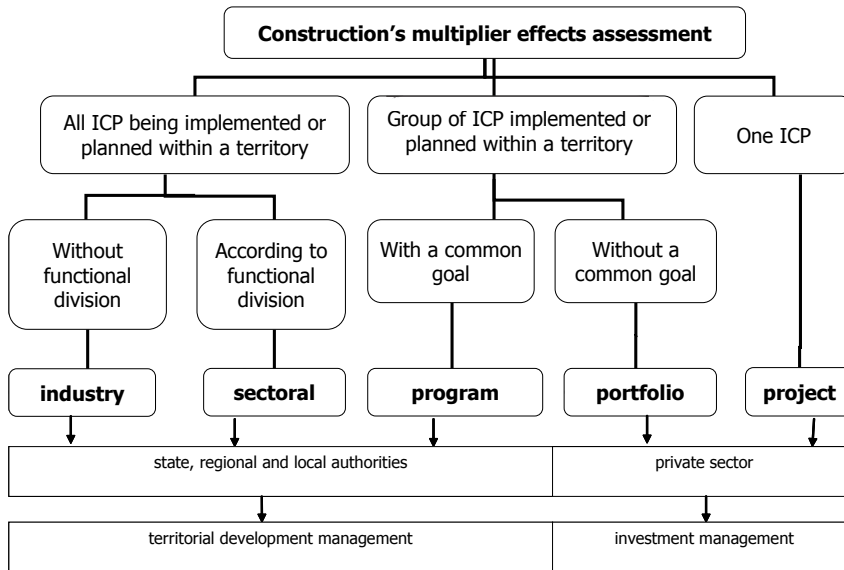 Construction’s multiplier effects assessment
All ICP being implemented or
planned within a territory
Group of ICP implemented or
planned within a territory
One ICP
Without
functional
division
According to
functional
division
With a common
goal
Without a
common goal
industry
sectoral
program
portfolio
project
state, regional and local authorities
private sector
territorial development management
investment management